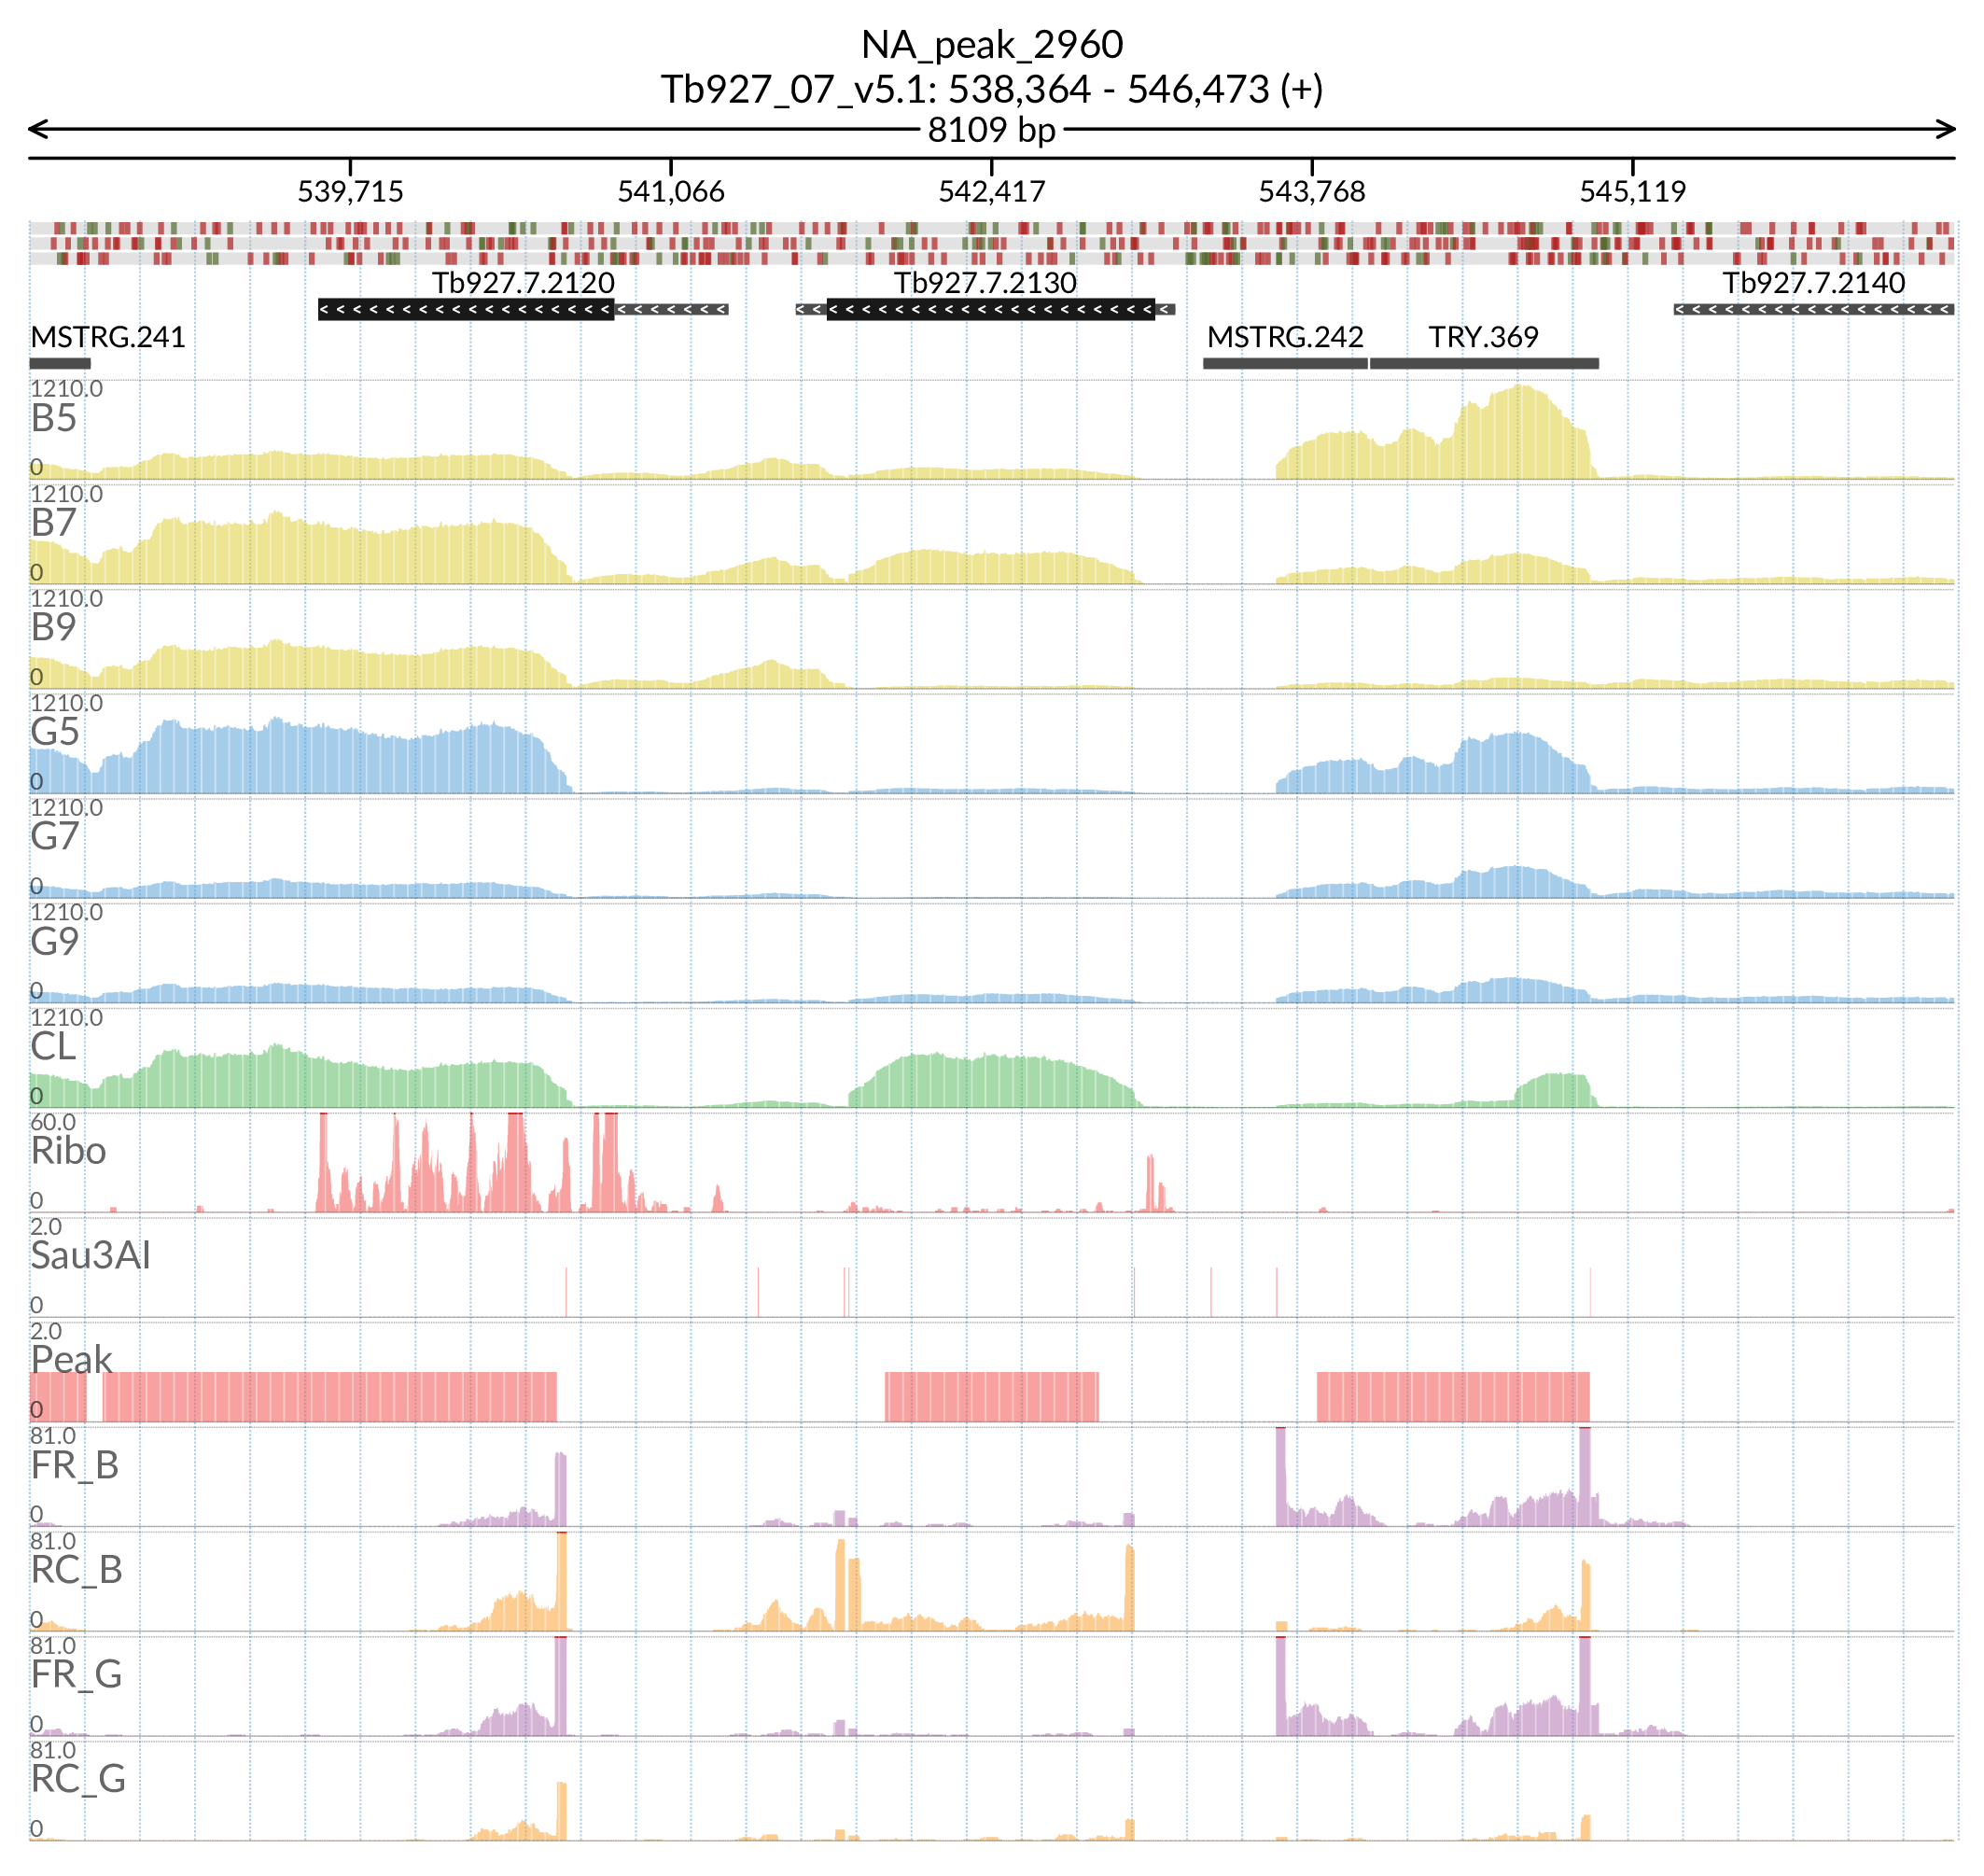 NA_peak_2960
Tb927_07_v5.1: 538,364 - 546,473 (+)
8109 bp
539,715 541,066 542,417 543,768 545,119
Tb927.7.2120 Tb927.7.2130 Tb927.7.2140
MSTRG.241 MSTRG.242 TRY.369
1210.0
B5
0
1210.0
B7
0
1210.0
B9
0
1210.0
G5
0
1210.0
G7
0
1210.0
G9
0
1210.0
CL
0
60.0
Ribo
0
2.0
Sau3AI
0
2.0
Peak
0
81.0
FR_B
0
81.0
RC_B
0
81.0
FR_G
0
81.0
RC_G
0